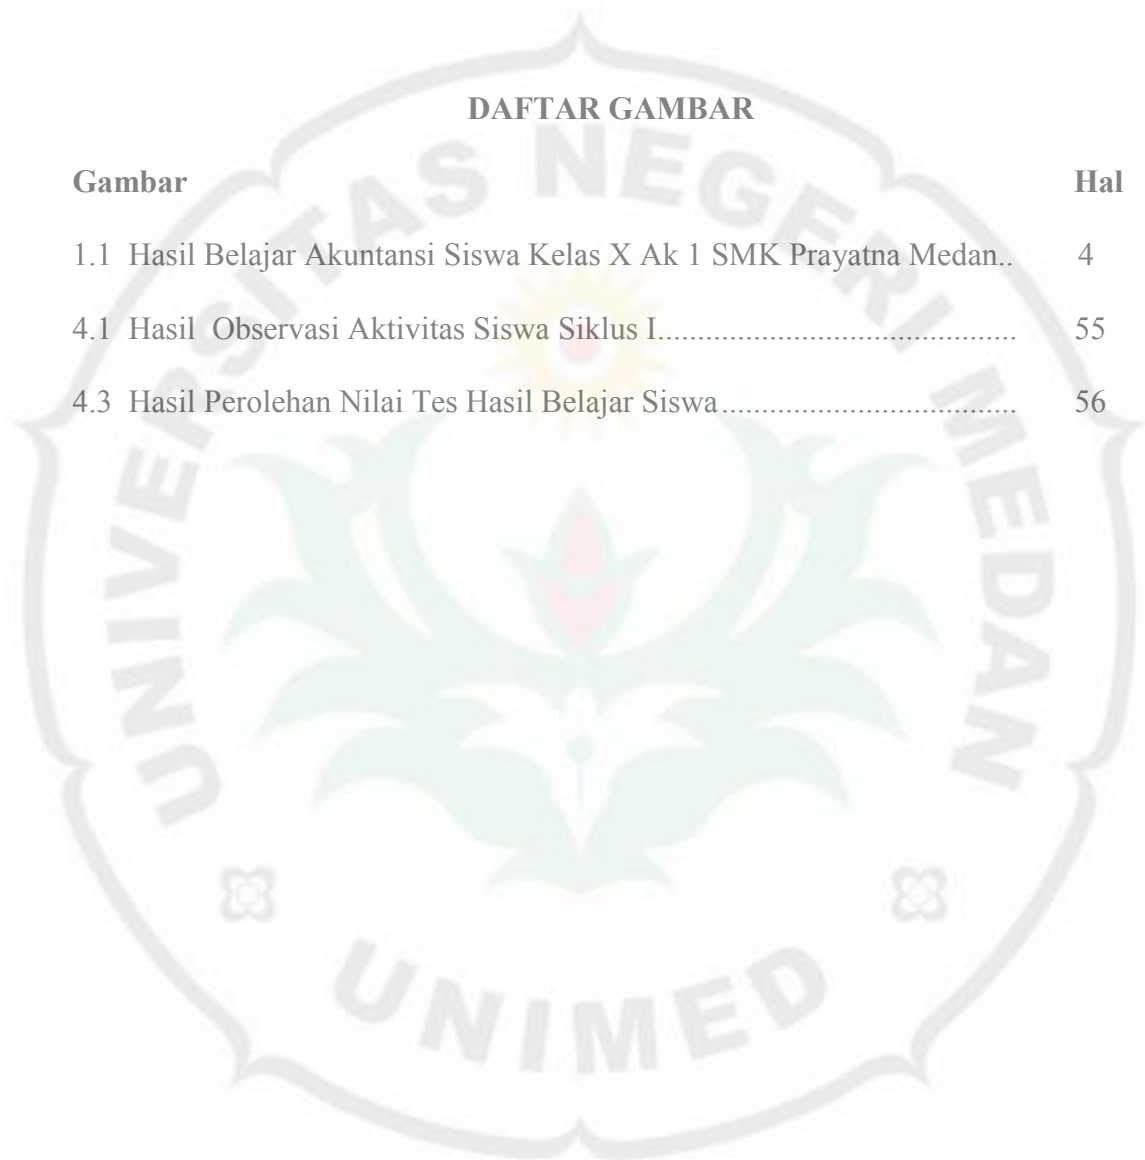 DAFTAR GAMBAR
Gambar Hal
1.1 Hasil Belajar Akuntansi Siswa Kelas X Ak 1 SMK Prayatna Medan.. 4
4.1 Hasil Observasi Aktivitas Siswa Siklus I.......................................... 55
4.3 Hasil Perolehan Nilai Tes Hasil Belajar Siswa................................... 56
UNIVERSITAS NEGERI MEDAN
UNIMED